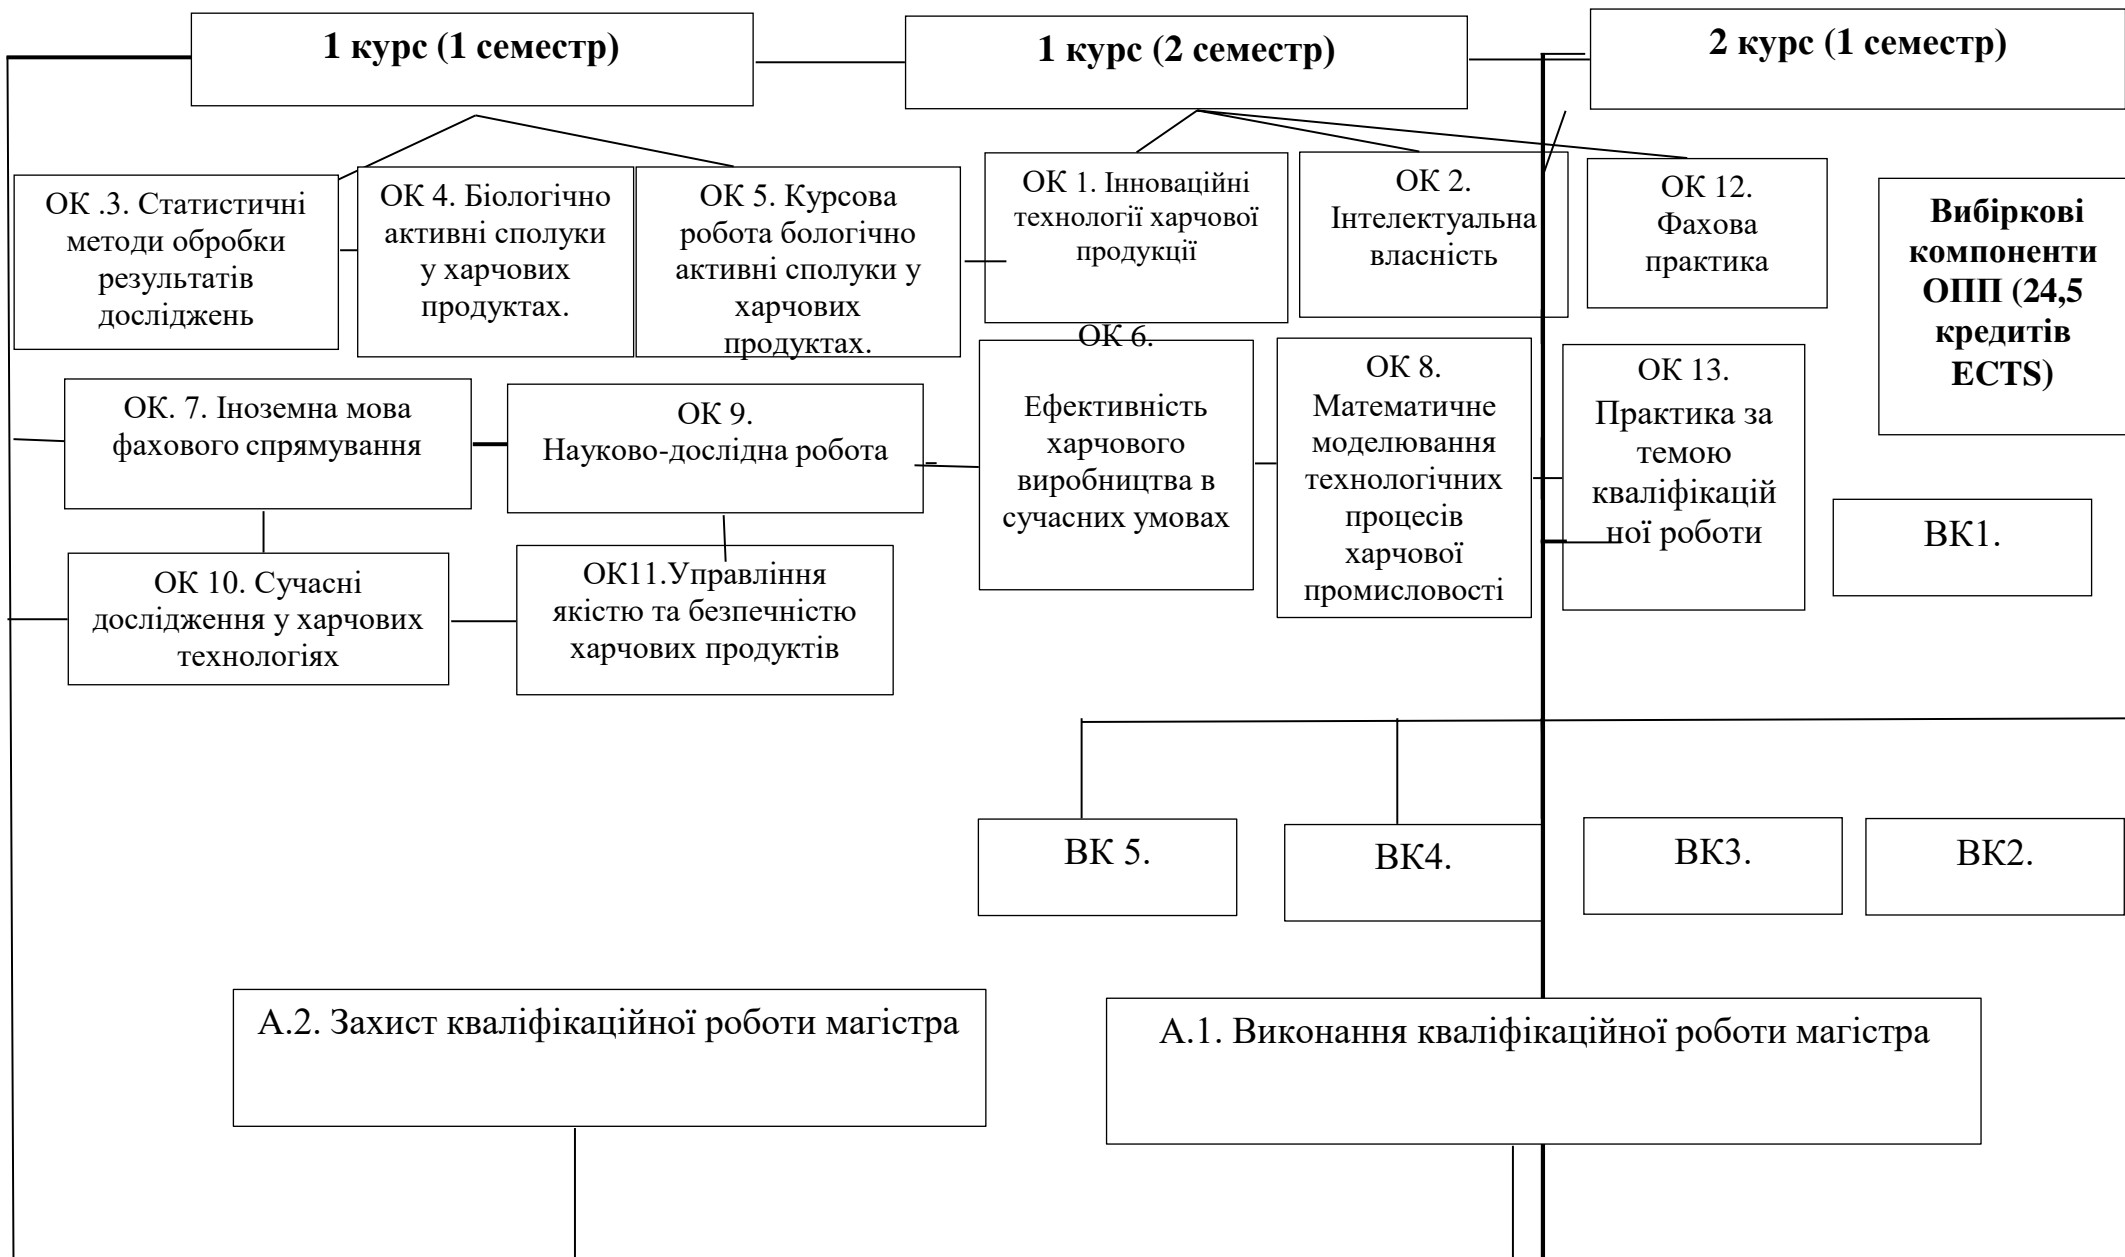 1 курс (1 семестр)
1 курс (2 семестр)
2 курс (1 семестр)
ОК .3. Статистичні
методи обробки
результатів
досліджень
ОК 4. Біологічно
активні сполуки
у харчових
продуктах.
ОК 5. Курсова
робота бологічно
активні сполуки у
харчових
продуктах.
ОК 1. Інноваційні
технології харчової
продукції
ОК 2.
Інтелектуальна
власність
ОК 12.
Фахова
практика
Вибіркові
компоненти
ОПП (24,5
кредитів
ECTS)
ОК. 7. Іноземна мова
фахового спрямування
ОК 9.
Науково-дослідна робота
ОК 6.
Ефективність
харчового
виробництва в
сучасних умовах
ОК 8.
Математичне
моделювання
технологічних
процесів
харчової
промисловості
ОК 13.
Практика за
темою
кваліфікацій
ної роботи
ВК1.
ОК 10. Сучасні
дослідження у харчових
технологіях
ОК11.Управління
якістю та безпечністю
харчових продуктів
ВК 5.
ВК4.
ВК3.
ВК2.
А.2. Захист кваліфікаційної роботи магістра
А.1. Виконання кваліфікаційної роботи магістра